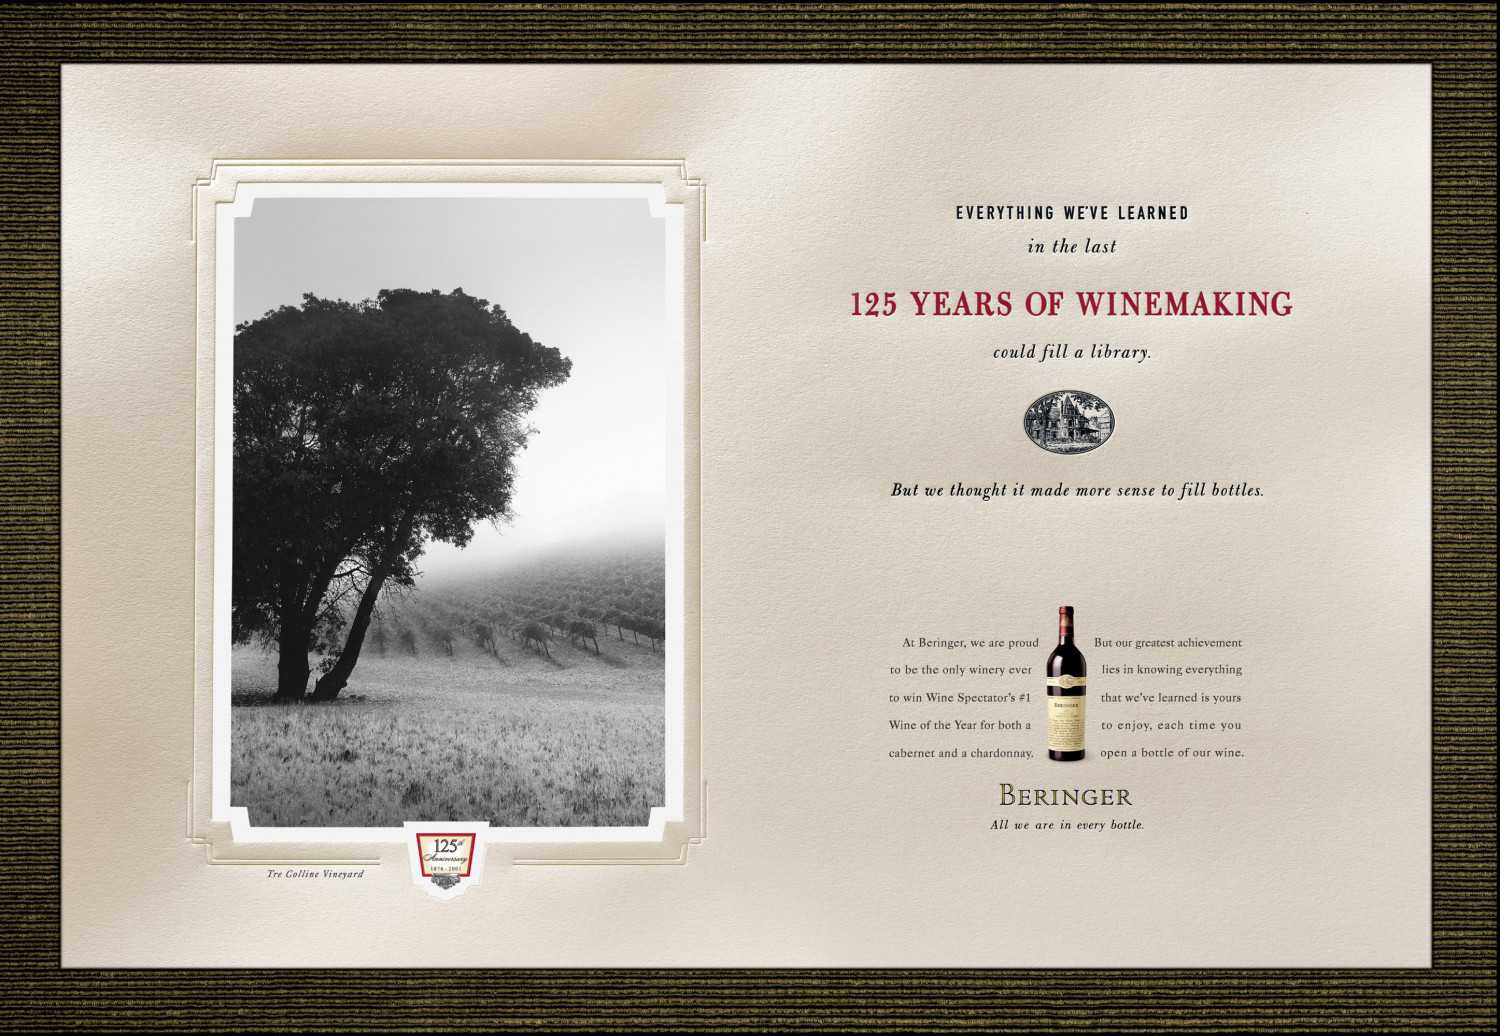 EVERYTHING WE'VE LEARNED
in the last
125 YEARS OF WINEMAKING
could fill a library.
But we thought it made more sense to fill bottles.
At Beringer, we are proud
to be the only winery ever
to win Wine Spectator's #1
Wine of the Year for both a
cabernet and a chardonnay.
But our greatest achievement
lies in knowing everything
that we've learned is yours
to enjoy, each time you
open a bottle of our wine.
BERINGER
BERINGER
All we are in every bottle.
125th
Anniversary
1876 - 2001
Tre Colline Vineyard